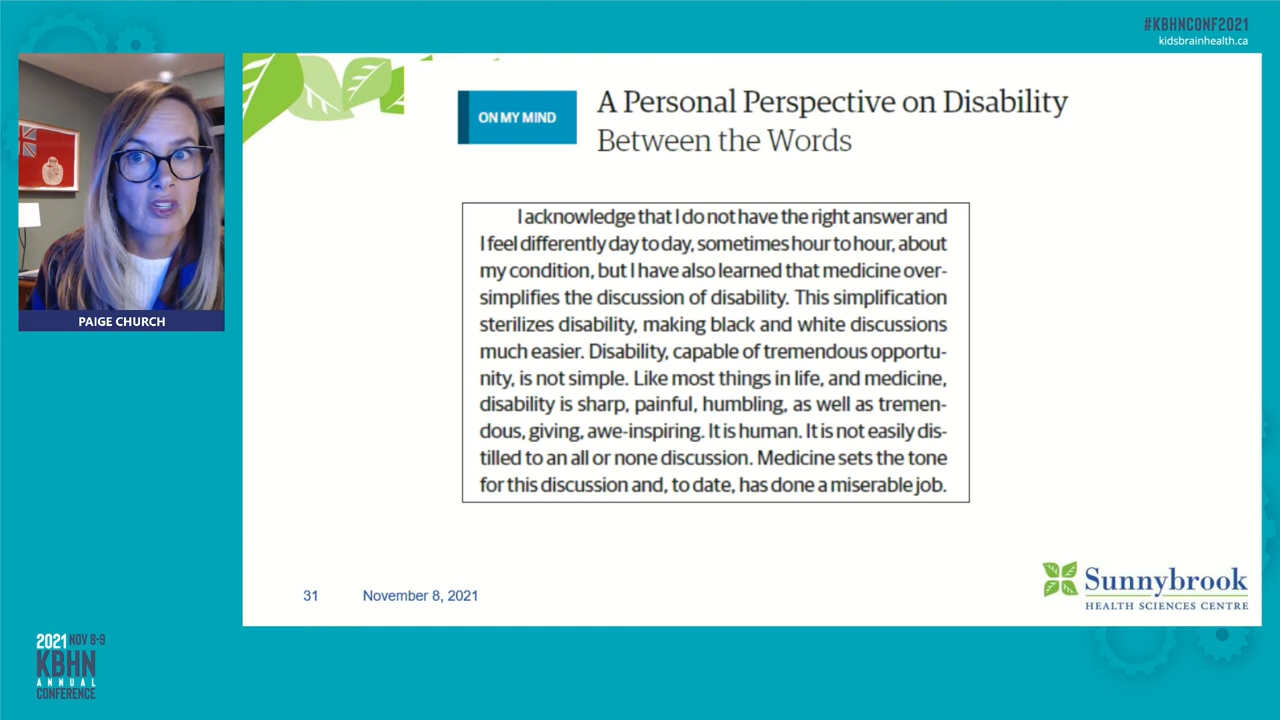 #KBHNCONF2021
kidsbrainhealth.ca
PAIGE CHURCH
ON MY MIND
A Personal Perspective on Disability
Between the Words
I acknowledge that I do not have the right answer and
I feel differently day to day, sometimes hour to hour, about
my condition, but I have also learned that medicine over-
simplifies the discussion of disability. This simplification
sterilizes disability, making black and white discussions
much easier. Disability, capable of tremendous opportu-
nity, is not simple. Like most things in life, and medicine,
disability is sharp, painful, humbling, as well as tremen-
dous, giving, awe-inspiring. It is human. It is not easily dis-
tilled to an all or none discussion. Medicine sets the tone
for this discussion and, to date, has done a miserable job.
31 November 8, 2021
Sunnybrook
HEALTH SCIENCES CENTRE
2021 NOV 8-9
KBHN
ANNUAL
CONFERENCE